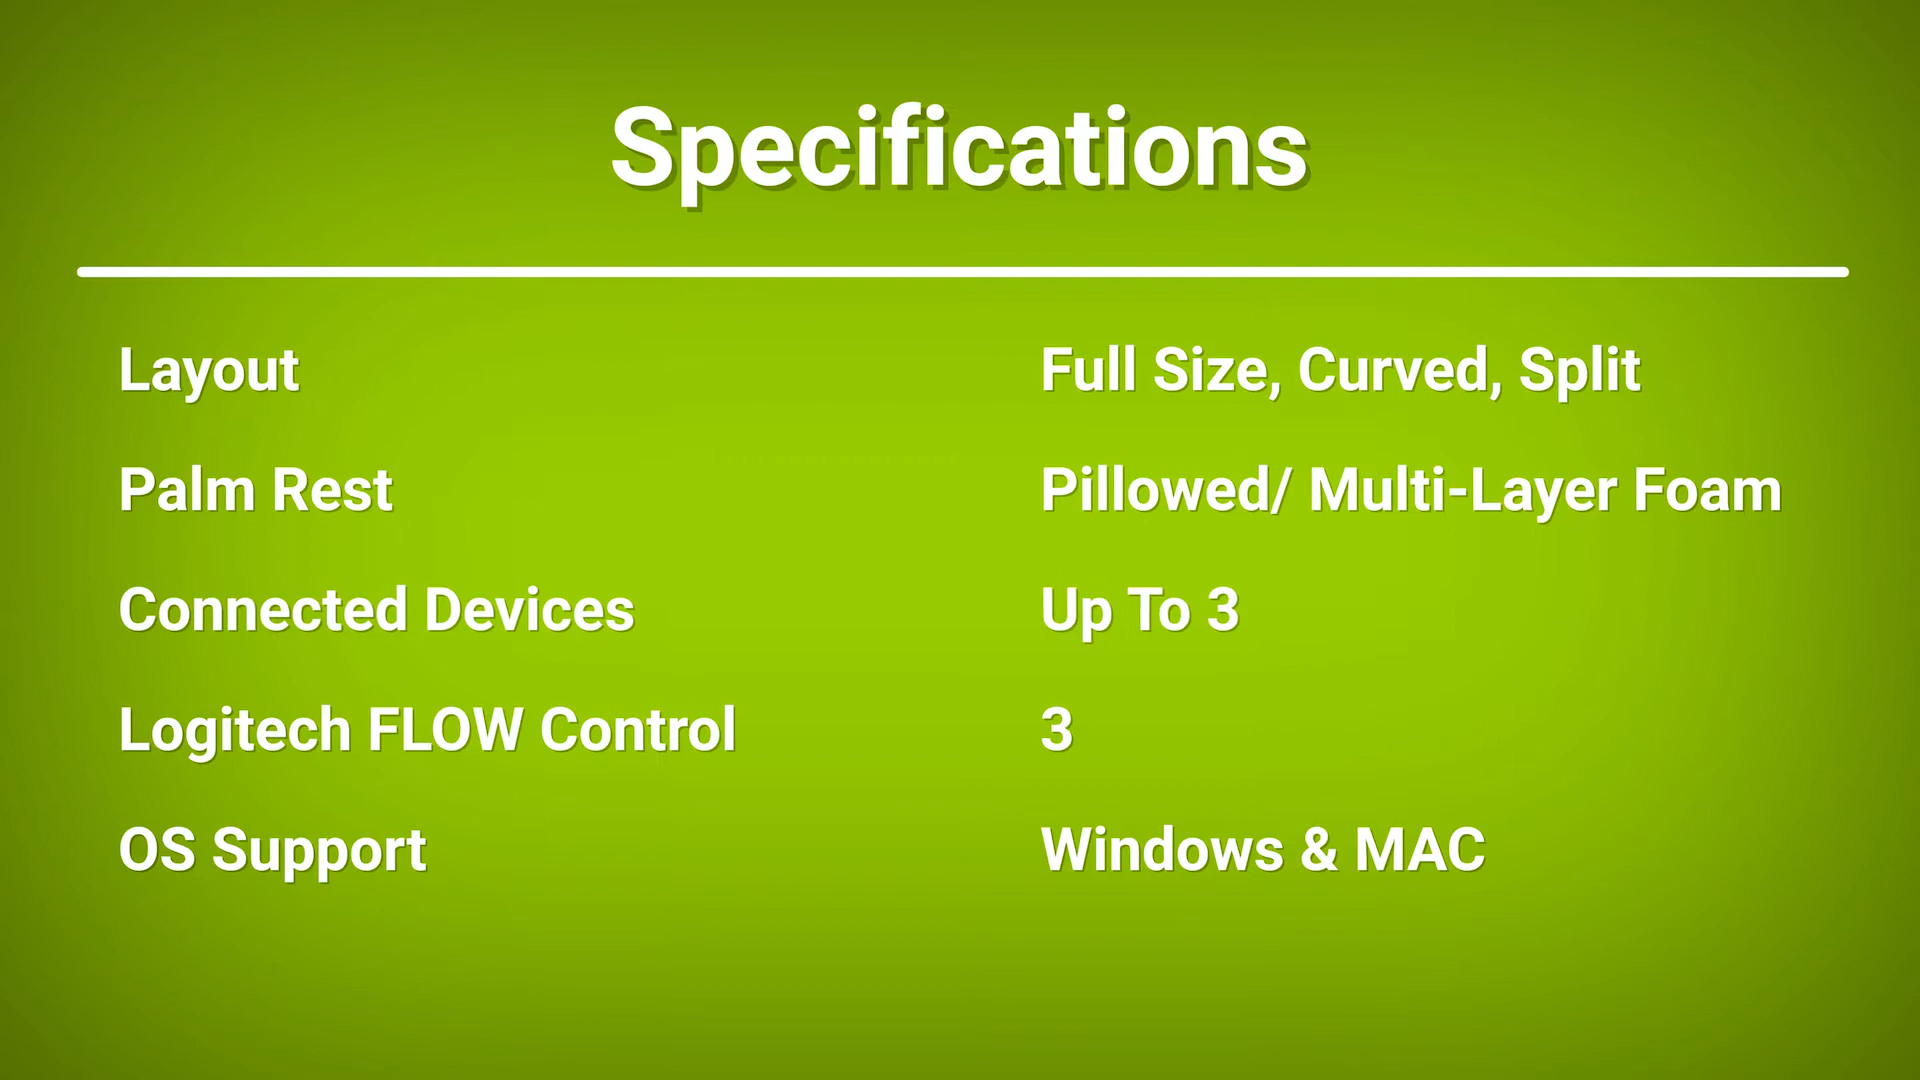 Specifications
Layout Full Size, Curved, Split
Palm Rest Pillowed/ Multi-Layer Foam
Connected Devices Up To 3
Logitech FLOW Control 3
OS Support Windows & MAC